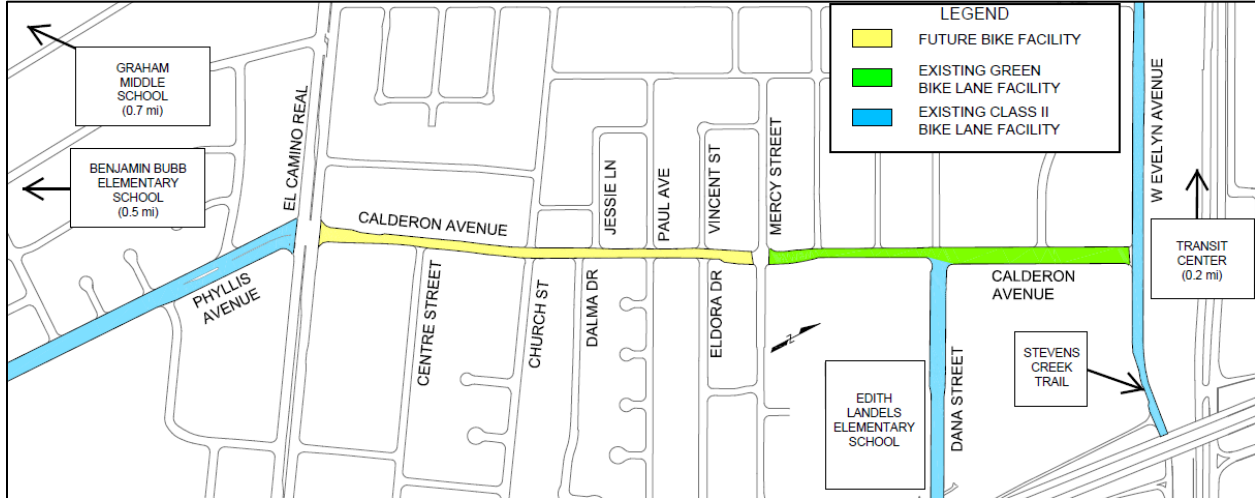 LEGEND
FUTURE BIKE FACILITY
EXISTING GREEN
BIKE LANE FACILITY
EXISTING CLASS II
BIKE LANE FACILITY
GRAHAM
MIDDLE
SCHOOL
(0.7 mi)
BENJAMIN BUBB
ELEMENTARY
SCHOOL
(0.5 mi)
EL CAMINO REAL
CALDERON AVENUE
JESSIE LN
PAUL AVE
VINCENT ST
MERCY STREET
W EVELYN AVENUE
TRANSIT
CENTER
(0.2 mi)
PHYLLIS
AVENUE
CENTRE STREET
CHURCH ST
DALMA DR
ELDORA DR
CALDERON
AVENUE
Z
EDITH
LANDELS
ELEMENTARY
SCHOOL
DANA STREET
STEVENS
CREEK
TRAIL